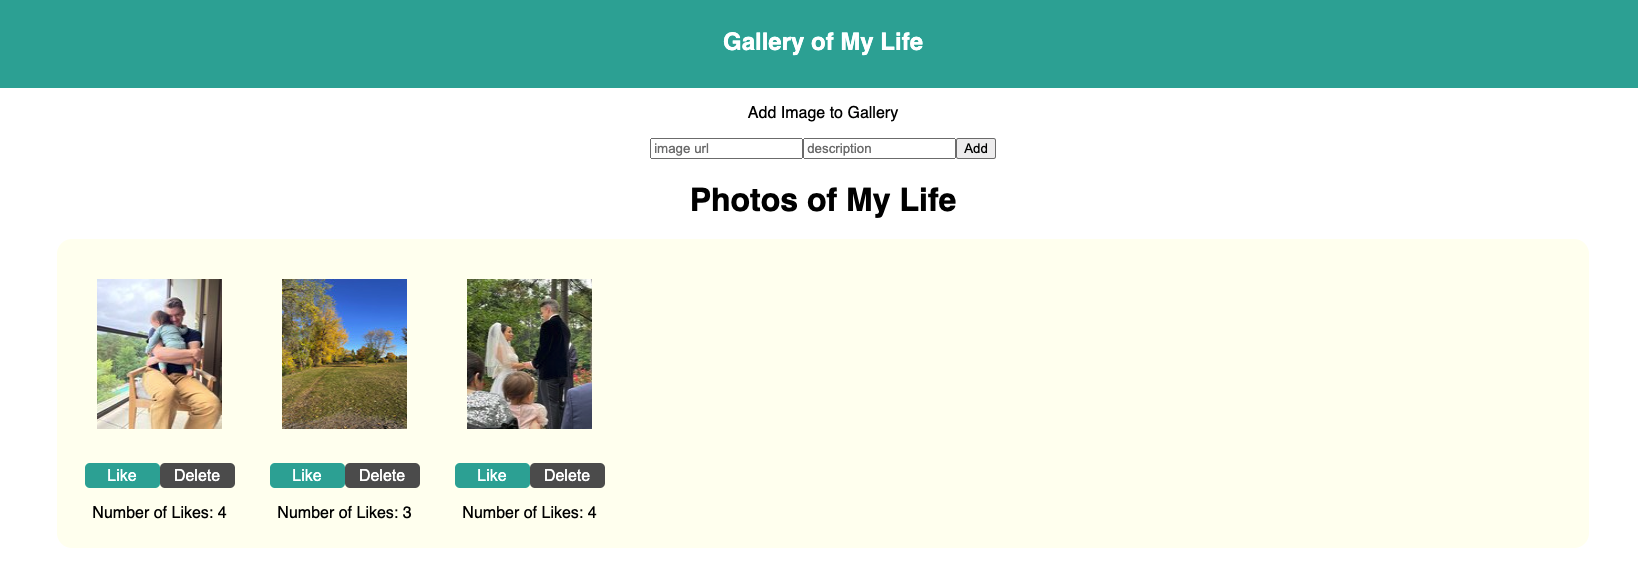 Gallery of My Life
Add Image to Gallery
image url description Add
Photos of My Life
Like Delete Like Delete Like Delete
Number of Likes: 4 Number of Likes: 3 Number of Likes: 4